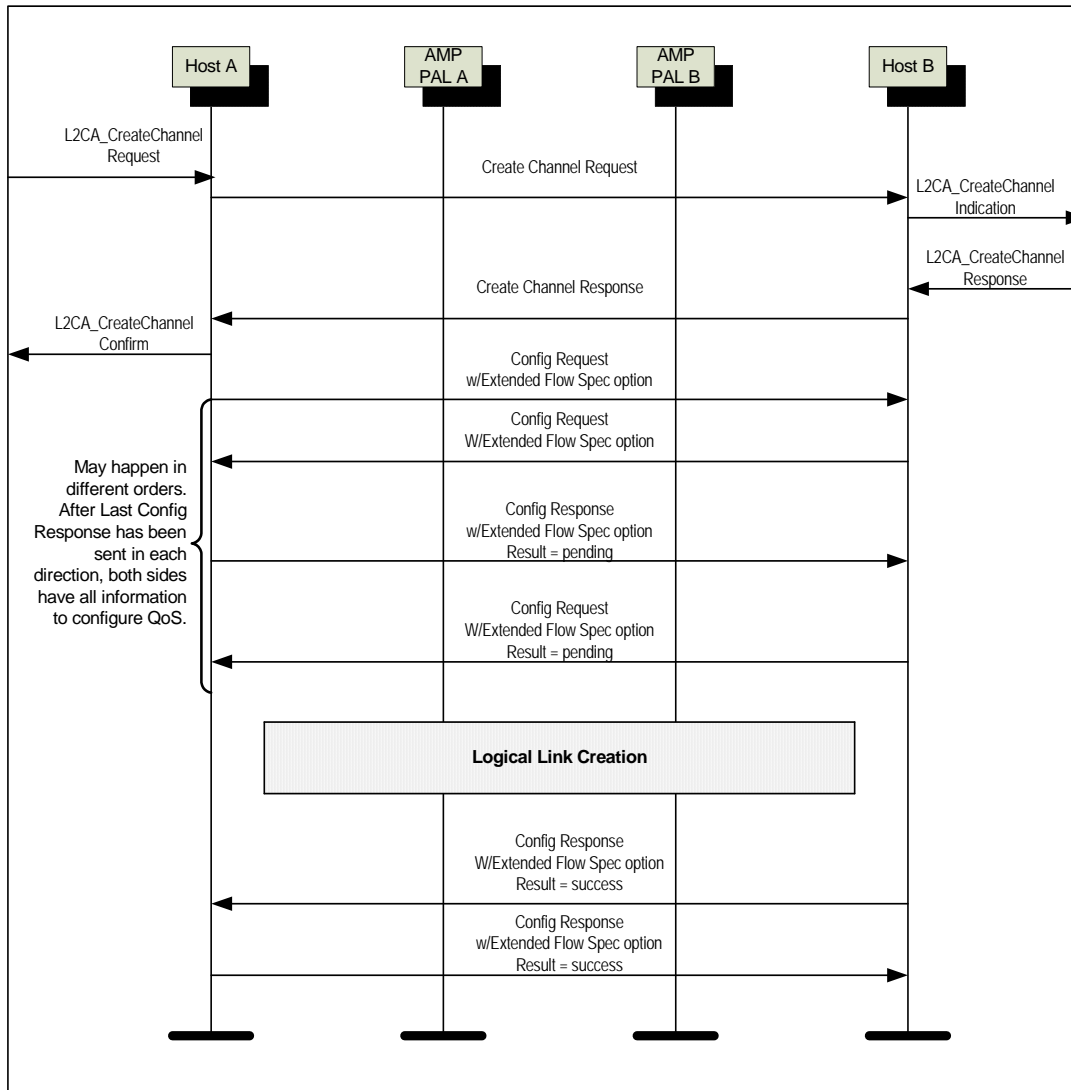 Host A
AMP
PAL A
AMP
PAL B
Host B
L2CA_CreateChannel
Request
Create Channel Request
L2CA_CreateChannel
Indication
L2CA_CreateChannel
Response
Create Channel Response
L2CA_CreateChannel
Confirm
Config Request
w/Extended Flow Spec option
Config Request
W/Extended Flow Spec option
May happen in
different orders.
After Last Config
Response has been
sent in each
direction, both sides
have all information
to configure QoS.
Config Response
w/Extended Flow Spec option
Result = pending
Config Request
W/Extended Flow Spec option
Result = pending
Logical Link Creation
Config Response
W/Extended Flow Spec option
Result = success
Config Response
w/Extended Flow Spec option
Result = success